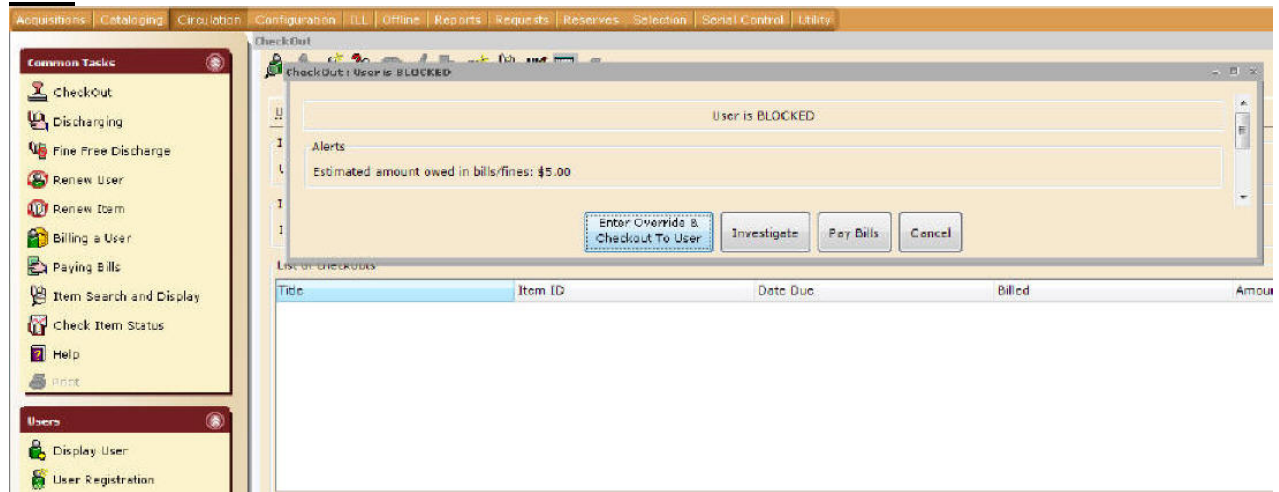 Acquisitions Cataloging Circulation Configuration ILL Offline Reports Requests Reserves Selection Serial Control Utility
CheckOut
Common Tasks
CheckOut
Discharging
Fine Free Discharge
Renew User
Renew Item
Billing a User
Paying Bills
Item Search and Display
Check Item Status
Help
Print
Users
Display User
User Registration
CheckOut : User is BLOCKED
User is BLOCKED
Alerts
Estimated amount owed in bills/fines: $5.00
Enter Override &
Checkout To User
Investigate Pay Bills Cancel
List of Checkouts
Title Item ID Date Due Billed Amou